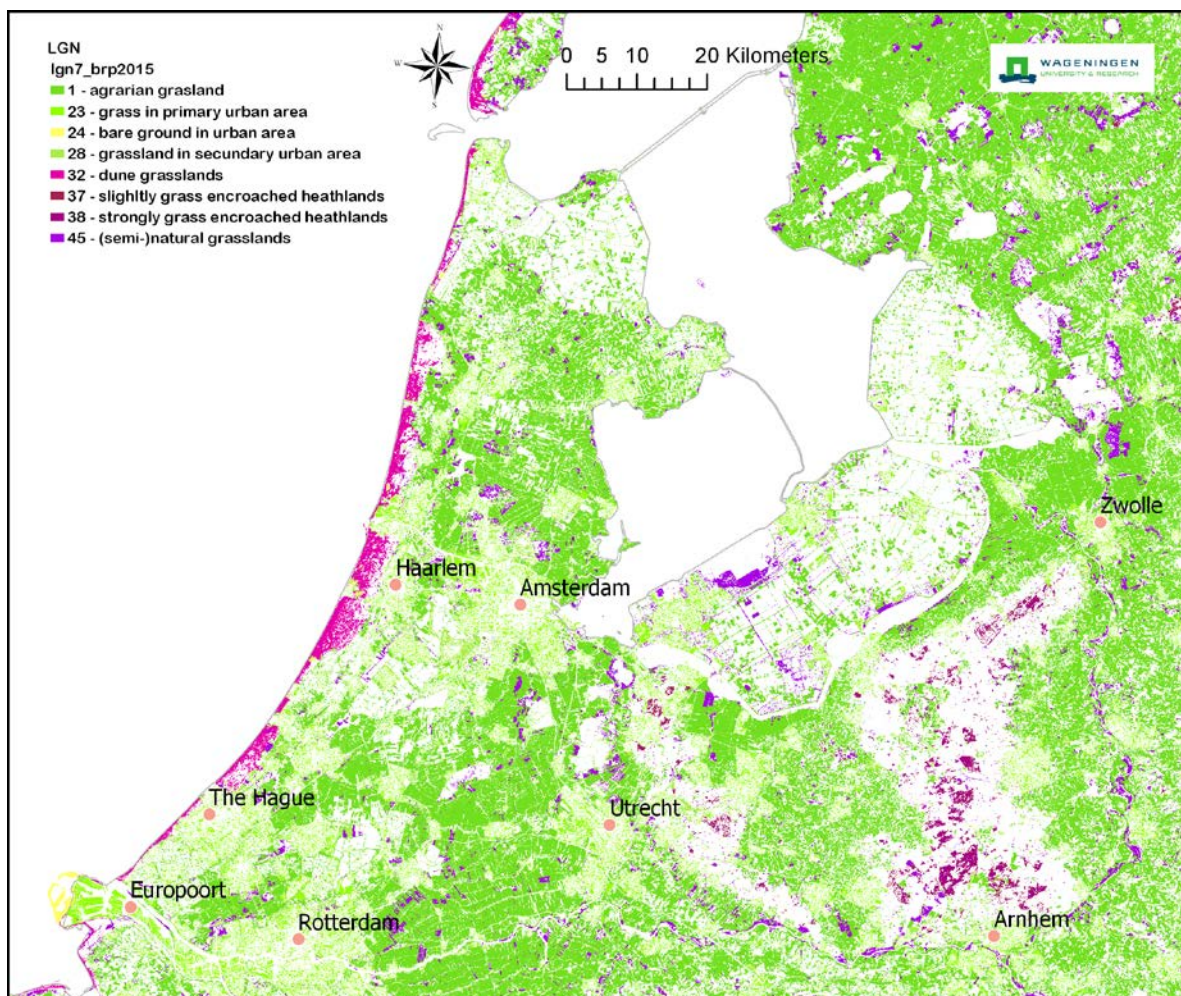 LGN
lgn7_brp2015
1 - agrarian grasland
23 - grass in primary urban area
24 - bare ground in urban area
28 - grassland in secundary urban area
32 - dune grasslands
37 - slighltly grass encroached heathlands
38 - strongly grass encroached heathlands
45 - (semi-)natural grasslands
N
W
S
0 5 10 20 Kilometers
WAGENINGEN
UNIVERSITY & RESEARCH
Zwolle
Haarlem
Amsterdam
The Hague
Utrecht
Europoort
Rotterdam
Arnhem